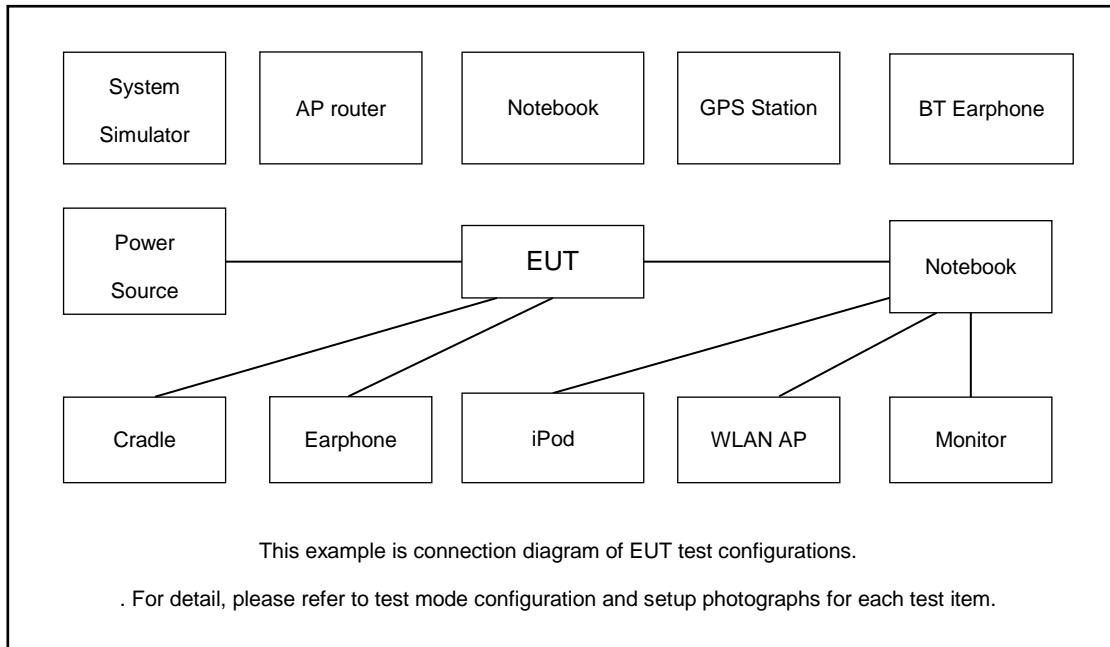 System
Simulator
AP router
Notebook
GPS Station
BT Earphone
Power
Source
EUT
Notebook
Cradle
Earphone
iPod
WLAN AP
Monitor
This example is connection diagram of EUT test configurations.
. For detail, please refer to test mode configuration and setup photographs for each test item.